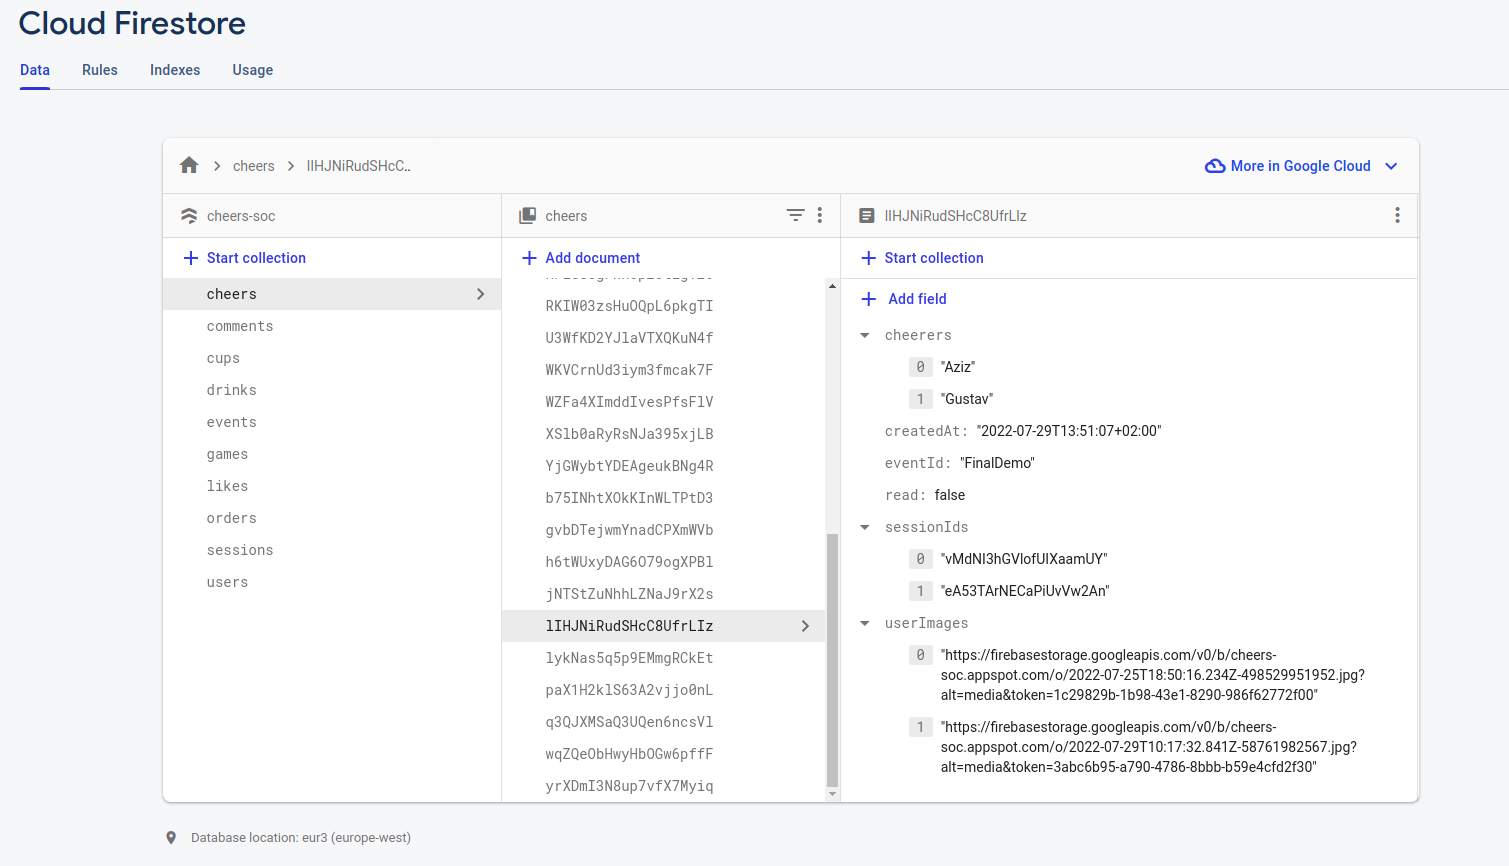 Cloud Firestore
Data Rules Indexes Usage
cheers lIHJNiRudSHcC.. More in Google Cloud
cheers-soc
Start collection
cheers
comments
cups
drinks
events
games
likes
orders
sessions
users
cheers
Add document
RKIW03zsHuOQpL6pkgTI
U3WfKD2YJlaVTXQKuN4f
WKVCrnUd3iym3fmcak7F
WZFa4XImddIvesPfsFlV
XSlb0aRyRsNJa395xjLB
YjGWybtYDEAgeukBNg4R
b75INhtXOkKInWLTPtD3
gvbDTejwmYnadCPXmWVb
h6tWUxyDAG6O79ogXPBl
jNTStZuNhhLZNaJ9rX2s
lIHJNiRudSHcC8UfrLIz
lykNas5q5p9EMmgRCkEt
paX1H2klS63A2vjjo0nL
q3QJXMSaQ3UQen6ncsVl
wqZQeObHwyHbOGw6pffF
yrXDmI3N8up7vfX7Myiq
lIHJNiRudSHcC8UfrLIz
Start collection
Add field
cheerers
0 "Aziz"
1 "Gustav"
createdAt: "2022-07-29T13:51:07+02:00"
eventId: "FinalDemo"
read: false
sessionIds
0 "vMdNI3hGVlofUIXaamUY"
1 "eA53TArNECaPiUvVw2An"
userImages
0 "https://firebasestorage.googleapis.com/v0/b/cheers-
soc.appspot.com/o/2022-07-25T18:50:16.234Z-498529951952.jpg?
alt=media&token=1c29829b-1b98-43e1-8290-986f62772f00"
1 "https://firebasestorage.googleapis.com/v0/b/cheers-
soc.appspot.com/o/2022-07-29T10:17:32.841Z-58761982567.jpg?
alt=media&token=3abc6b95-a790-4786-8bbb-b59e4cfd2f30"
Database location: eur3 (europe-west)